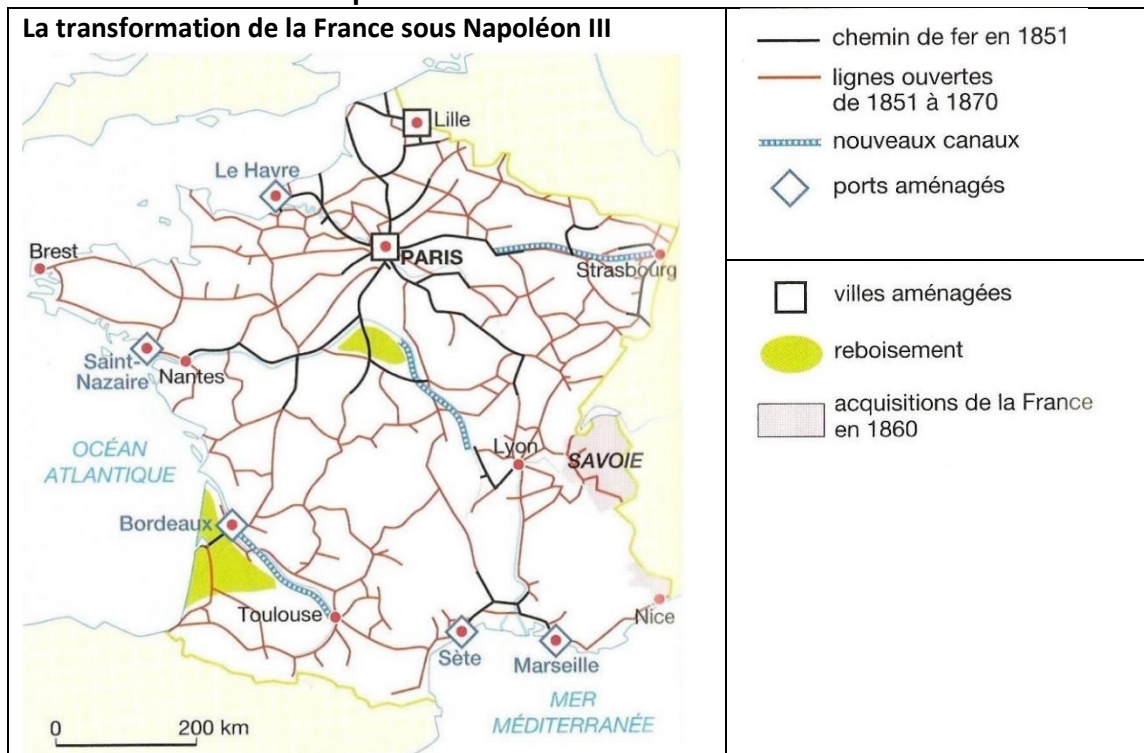 La transformation de la France sous Napoléon III
Lille
Le Havre
Brest
PARIS
Strasbourg
Saint-
Nazaire
Nantes
OCÉAN
ATLANTIQUE
Lyon
SAVOIE
Bordeaux
Toulouse
Nice
Sète
Marseille
MER
MÉDITERRANÉE
0
200 km
chemin de fer en 1851
lignes ouvertes
de 1851 à 1870
nouveaux canaux
ports aménagés
villes aménagées
reboisement
acquisitions de la France
en 1860